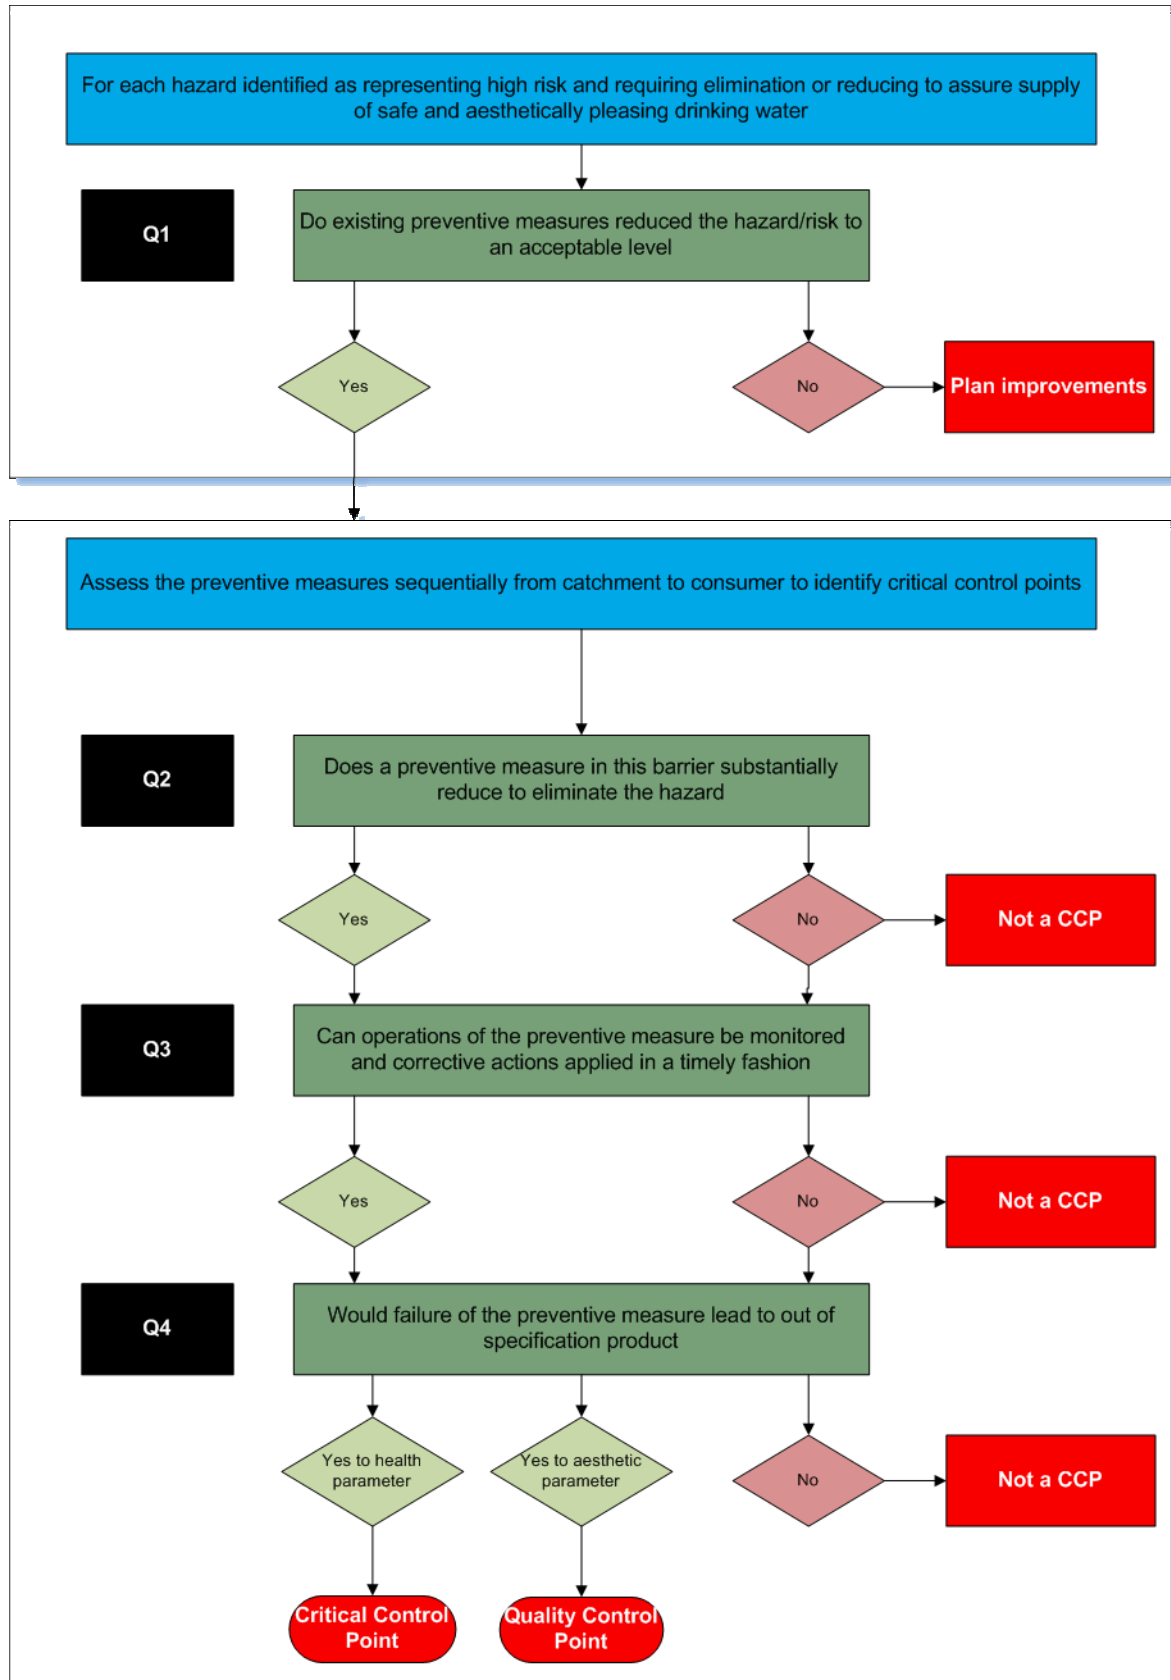 For each hazard identified as representing high risk and requiring elimination or reducing to assure supply
of safe and aesthetically pleasing drinking water
Q1
Do existing preventive measures reduced the hazard/risk to
an acceptable level
Yes
No
Plan improvements
Assess the preventive measures sequentially from catchment to consumer to identify critical control points
Q2
Does a preventive measure in this barrier substantially
reduce to eliminate the hazard
Yes
No
Not a CCP
Q3
Can operations of the preventive measure be monitored
and corrective actions applied in a timely fashion
Yes
No
Not a CCP
Q4
Would failure of the preventive measure lead to out of
specification product
Yes to health
parameter
Yes to aesthetic
parameter
No
Not a CCP
Critical Control
Point
Quality Control
Point